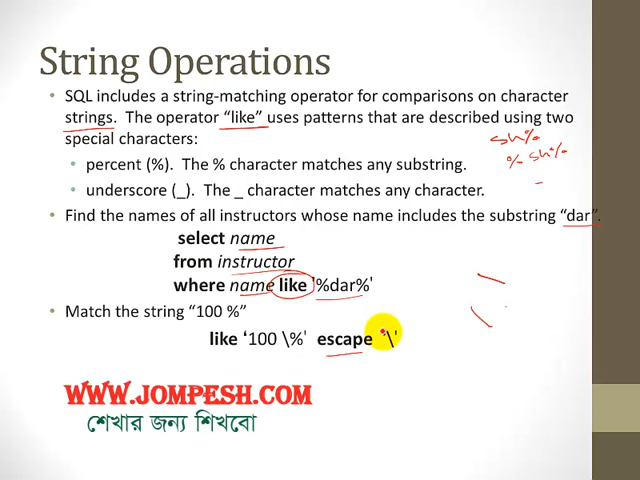 String Operations
• SQL includes a string-matching operator for comparisons on character
strings. The operator "like" uses patterns that are described using two
special characters:
• percent (%). The % character matches any substring.
• underscore (_). The _ character matches any character.
sh%
% sh%
_
• Find the names of all instructors whose name includes the substring "dar".
select name
from instructor
where name like '%dar%'
• Match the string "100 %"
like '100 \%' escape '\'
WWW.JOMPESH.COM
শেখার জন্য শিখবো